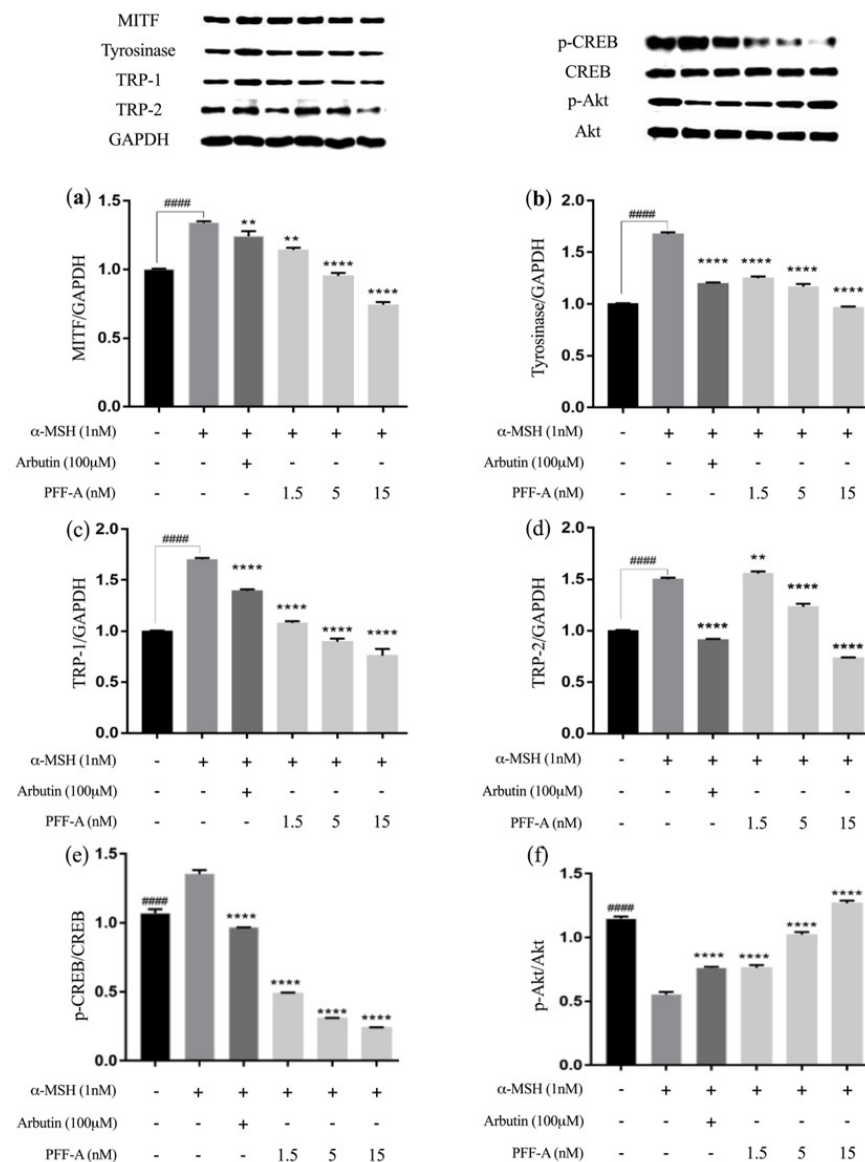 MITF
Tyrosinase
TRP-1
TRP-2
GAPDH
p-CREB
CREB
p-Akt
Akt
(a)
MITF/GAPDH
1.5
1.0
0.5
0.0
####
**
**
****
****
α-MSH (1nM) - + + + + +
Arbutin (100μM) - - + - - -
PFF-A (nM) - - - 1.5 5 15
(b)
Tyrosinase/GAPDH
2.0
1.5
1.0
0.5
0.0
####
****
****
****
****
α-MSH (1nM) - + + + + +
Arbutin (100μM) - - + - - -
PFF-A (nM) - - - 1.5 5 15
(c)
TRP-1/GAPDH
2.0
1.5
1.0
0.5
0.0
####
****
****
****
****
α-MSH (1nM) - + + + + +
Arbutin (100μM) - - + - - -
PFF-A (nM) - - - 1.5 5 15
(d)
TRP-2/GAPDH
2.0
1.5
1.0
0.5
0.0
####
****
**
****
****
α-MSH (1nM) - + + + + +
Arbutin (100μM) - - + - - -
PFF-A (nM) - - - 1.5 5 15
(e)
p-CREB/CREB
1.5
1.0
0.5
0.0
####
****
****
****
****
α-MSH (1nM) - + + + + +
Arbutin (100μM) - - + - - -
PFF-A (nM) - - - 1.5 5 15
(f)
p-Akt/Akt
1.5
1.0
0.5
0.0
####
****
****
****
****
α-MSH (1nM) - + + + + +
Arbutin (100μM) - - + - - -
PFF-A (nM) - - - 1.5 5 15